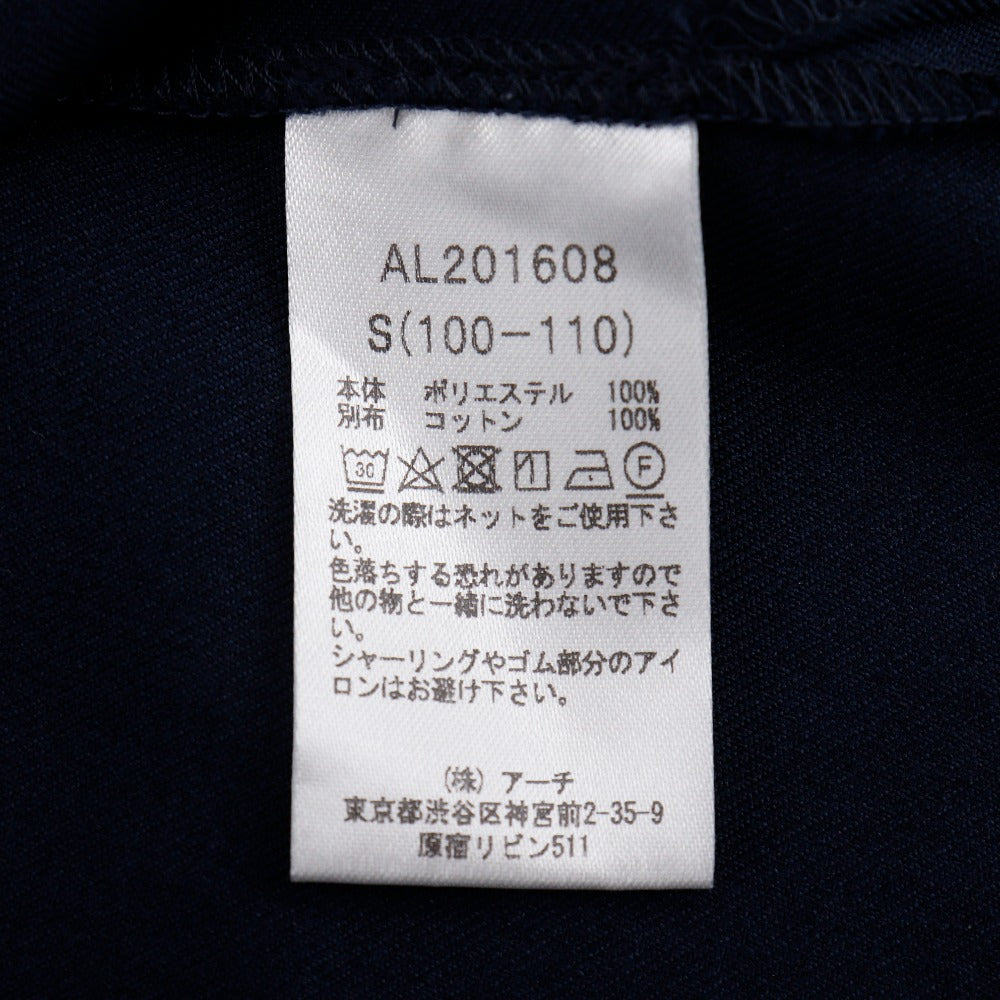 AL201608
S(100-110)
本体 ポリエステル 100%
別布 コットン 100%
30 F
洗濯の際はネットをご使用下さ
い。
色落ちする恐れがありますので
他の物と一緒に洗わないで下さ
い。
シャーリングやゴム部分のアイ
ロンはお避け下さい。
(株) アーチ
東京都渋谷区神宮前2-35-9
原宿リビン511